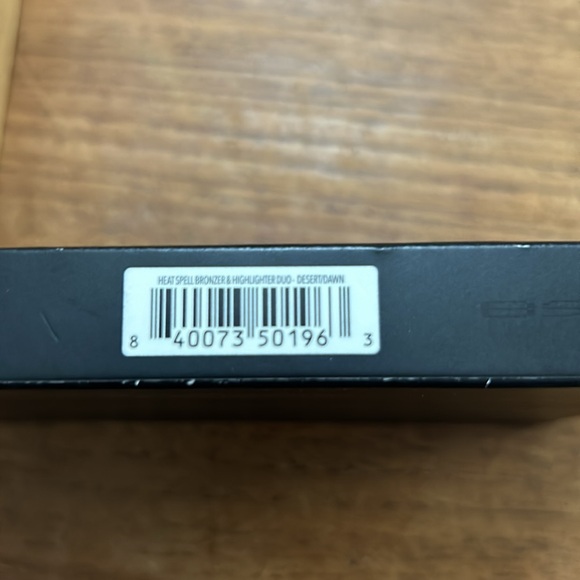 HEAT SPELL BRONZER & HIGHLIGHTER DUO - DESERT/DAWN
8 40073 50196 3